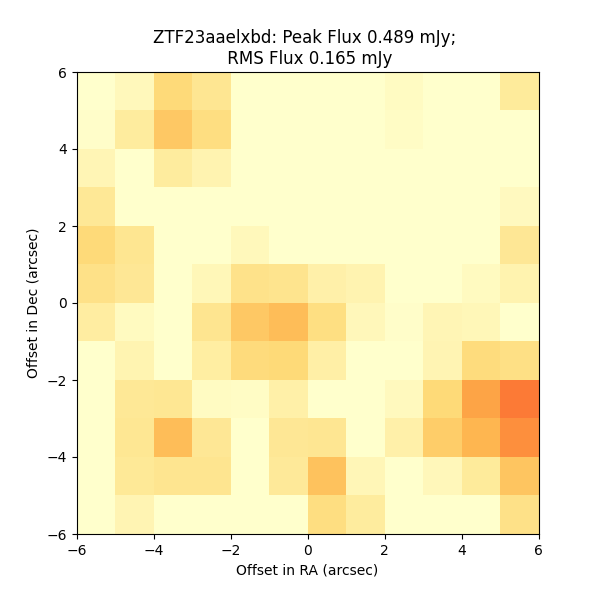 ZTF23aaelxbd: Peak Flux 0.489 mJy;
RMS Flux 0.165 mJy
6
4
2
0
−2
−4
−6
Offset in Dec (arcsec)
−6 −4 −2 0 2 4 6
Offset in RA (arcsec)